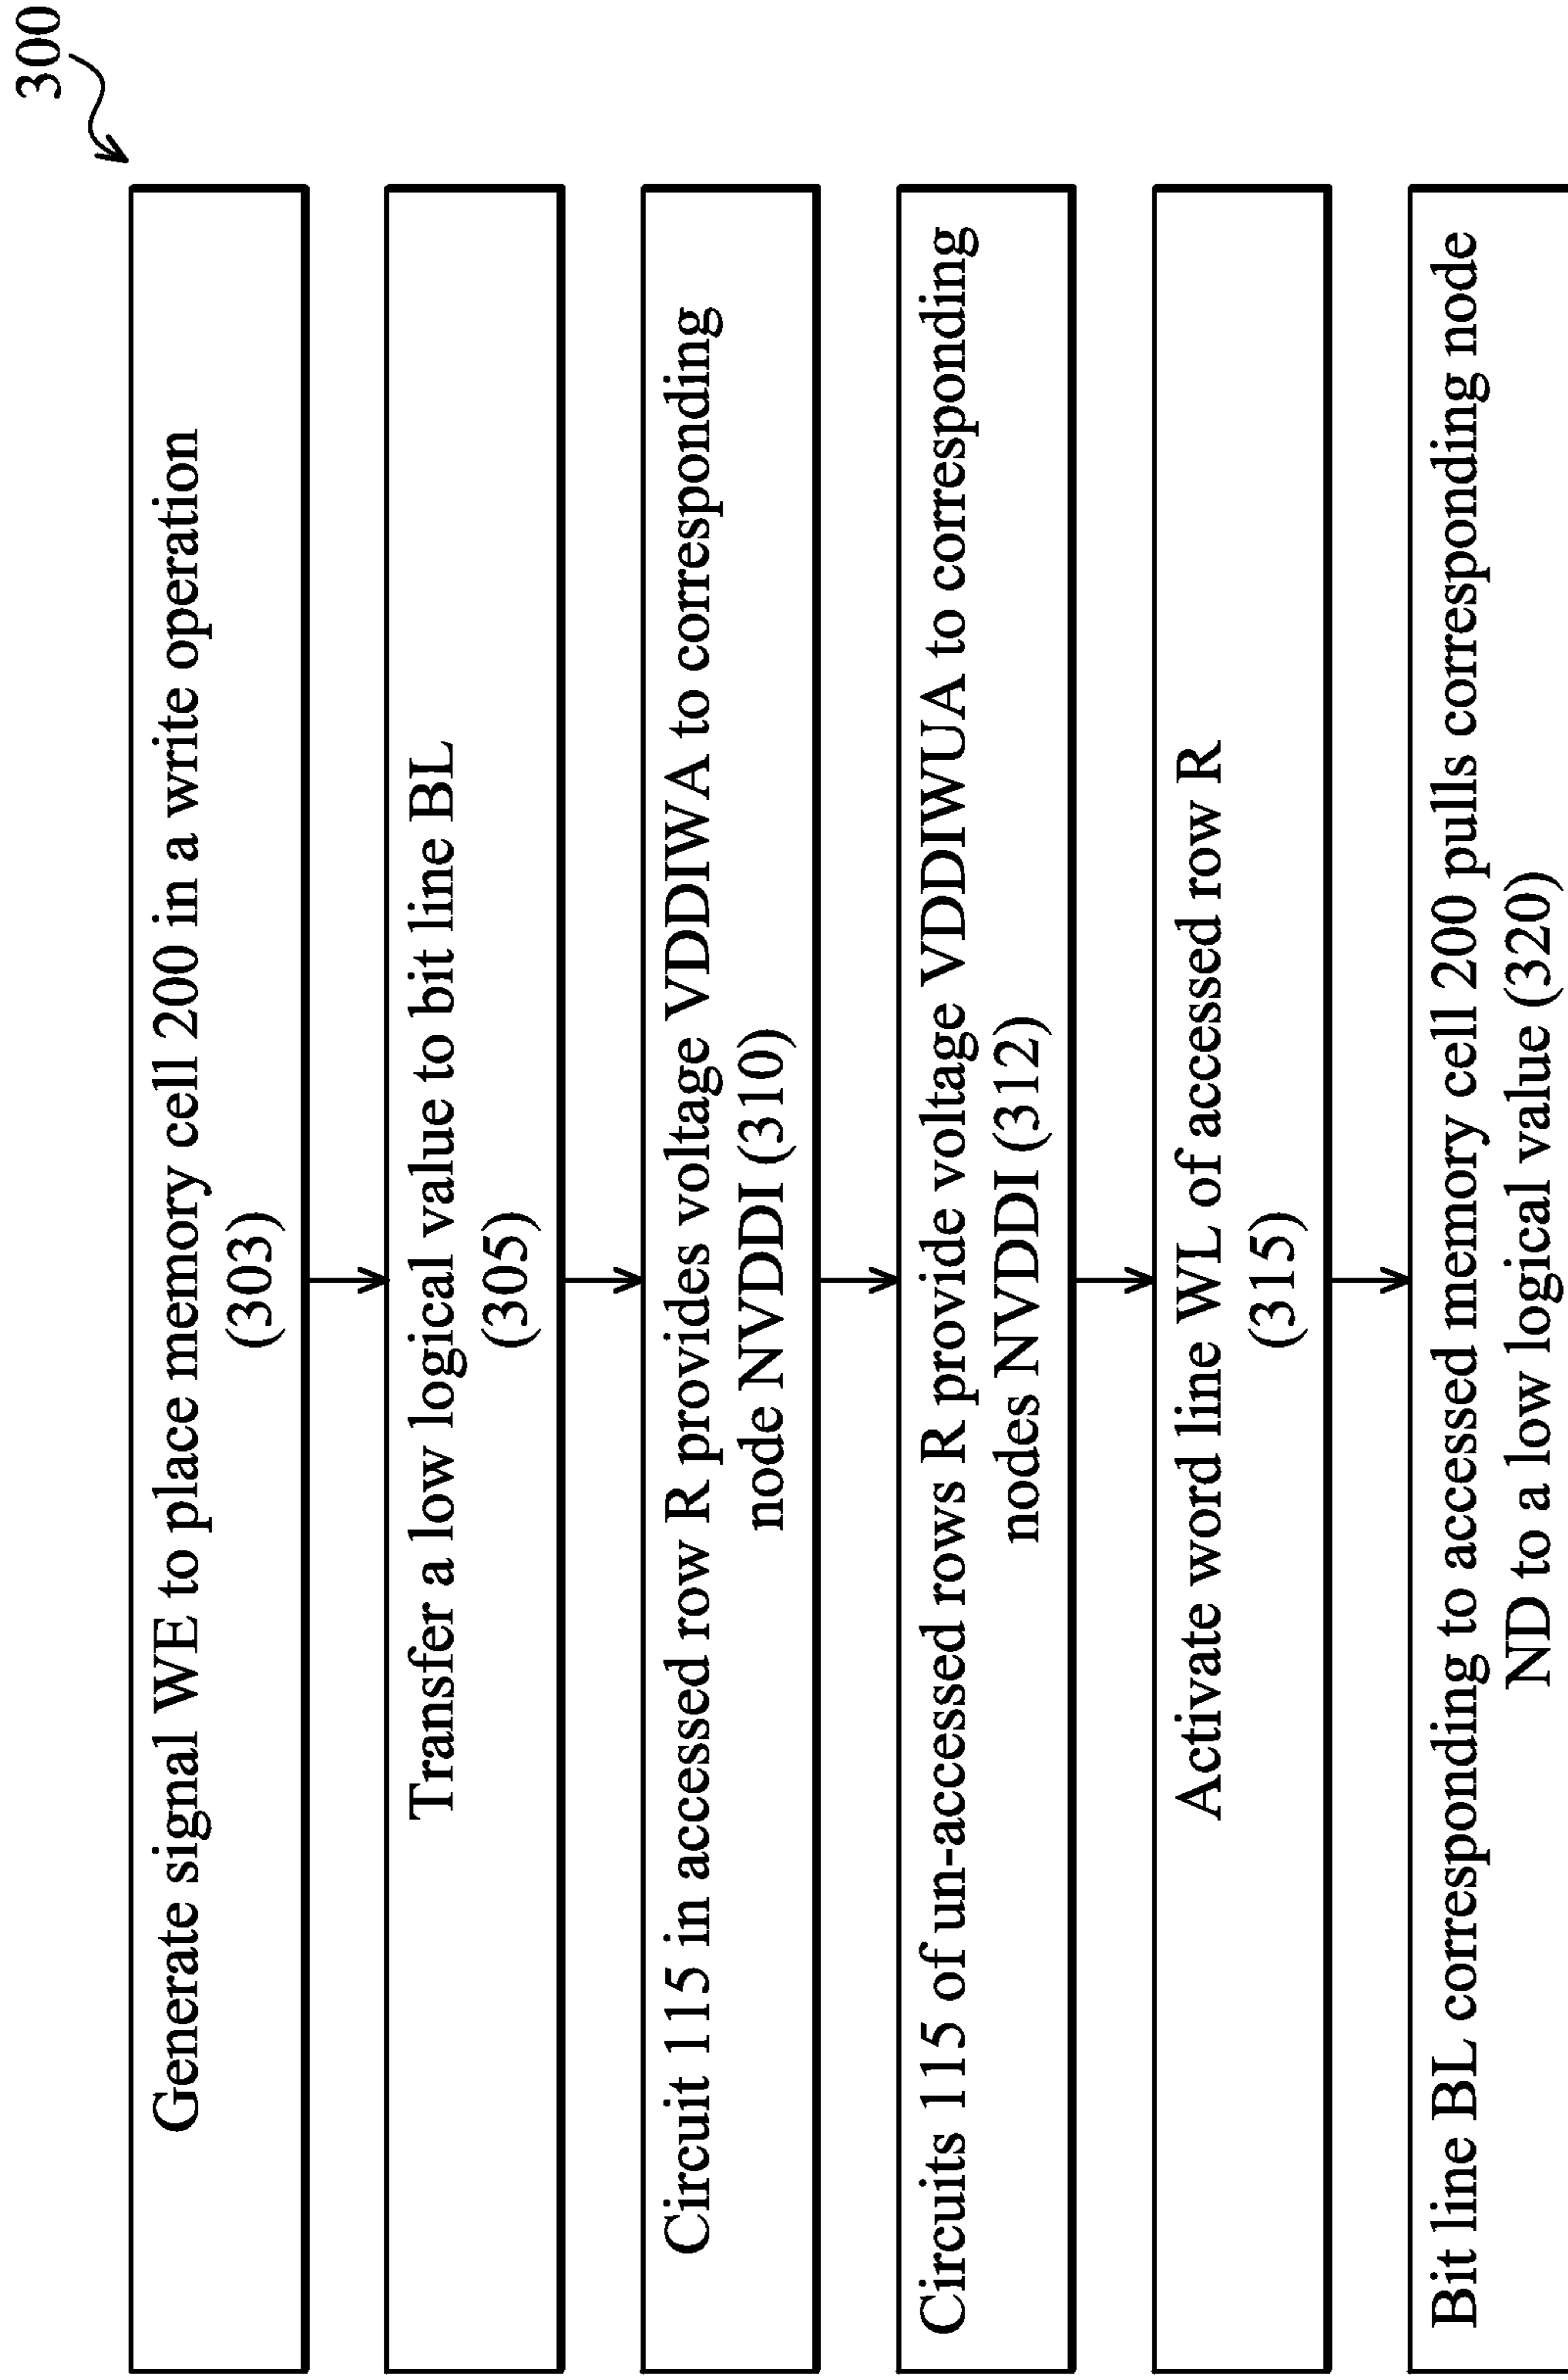 300
Generate signal WE to place memory cell 200 in a write operation
(303)
Transfer a low logical value to bit line BL
(305)
Circuit 115 in accessed row R provides voltage VDDIWA to corresponding
node NVDDI (310)
Circuits 115 of un-accessed rows R provide voltage VDDIWUA to corresponding
nodes NVDDI (312)
Activate word line WL of accessed row R
(315)
Bit line BL corresponding to accessed memory cell 200 pulls corresponding node
ND to a low logical value (320)